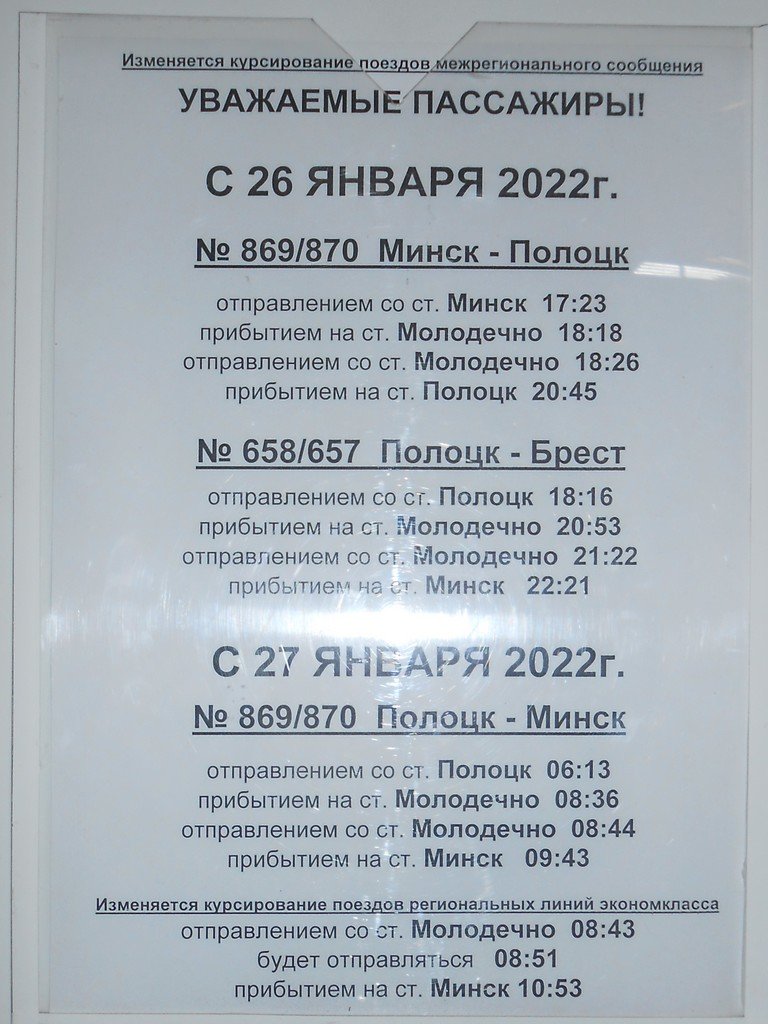 Изменяется курсирование поездов межрегионального сообщения
УВАЖАЕМЫЕ ПАССАЖИРЫ!
С 26 ЯНВАРЯ 2022г.
№ 869/870 Минск - Полоцк
отправлением со ст. Минск 17:23
прибытием на ст. Молодечно 18:18
отправлением со ст. Молодечно 18:26
прибытием на ст. Полоцк 20:45
№ 658/657 Полоцк - Брест
отправлением со ст. Полоцк 18:16
прибытием на ст. Молодечно 20:53
отправлением со ст. Молодечно 21:22
прибытием на ст. Минск 22:21
С 27 ЯНВАРЯ 2022г.
№ 869/870 Полоцк - Минск
отправлением со ст. Полоцк 06:13
прибытием на ст. Молодечно 08:36
отправлением со ст. Молодечно 08:44
прибытием на ст. Минск 09:43
Изменяется курсирование поездов региональных линий экономкласса
отправлением со ст. Молодечно 08:43
будет отправляться 08:51
прибытием на ст. Минск 10:53